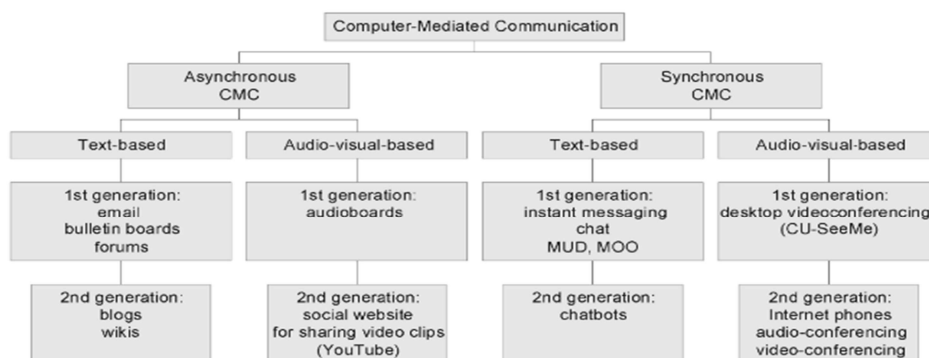 Computer-Mediated Communication
Asynchronous
CMC
Synchronous
CMC
Text-based
Audio-visual-based
Text-based
Audio-visual-based
1st generation:
email
bulletin boards
forums
1st generation:
audioboards
1st generation:
instant messaging
chat
MUD, MOO
1st generation:
desktop videoconferencing
(CU-SeeMe)
2nd generation:
blogs
wikis
2nd generation:
social website
for sharing video clips
(YouTube)
2nd generation:
chatbots
2nd generation:
Internet phones
audio-conferencing
video-conferencing